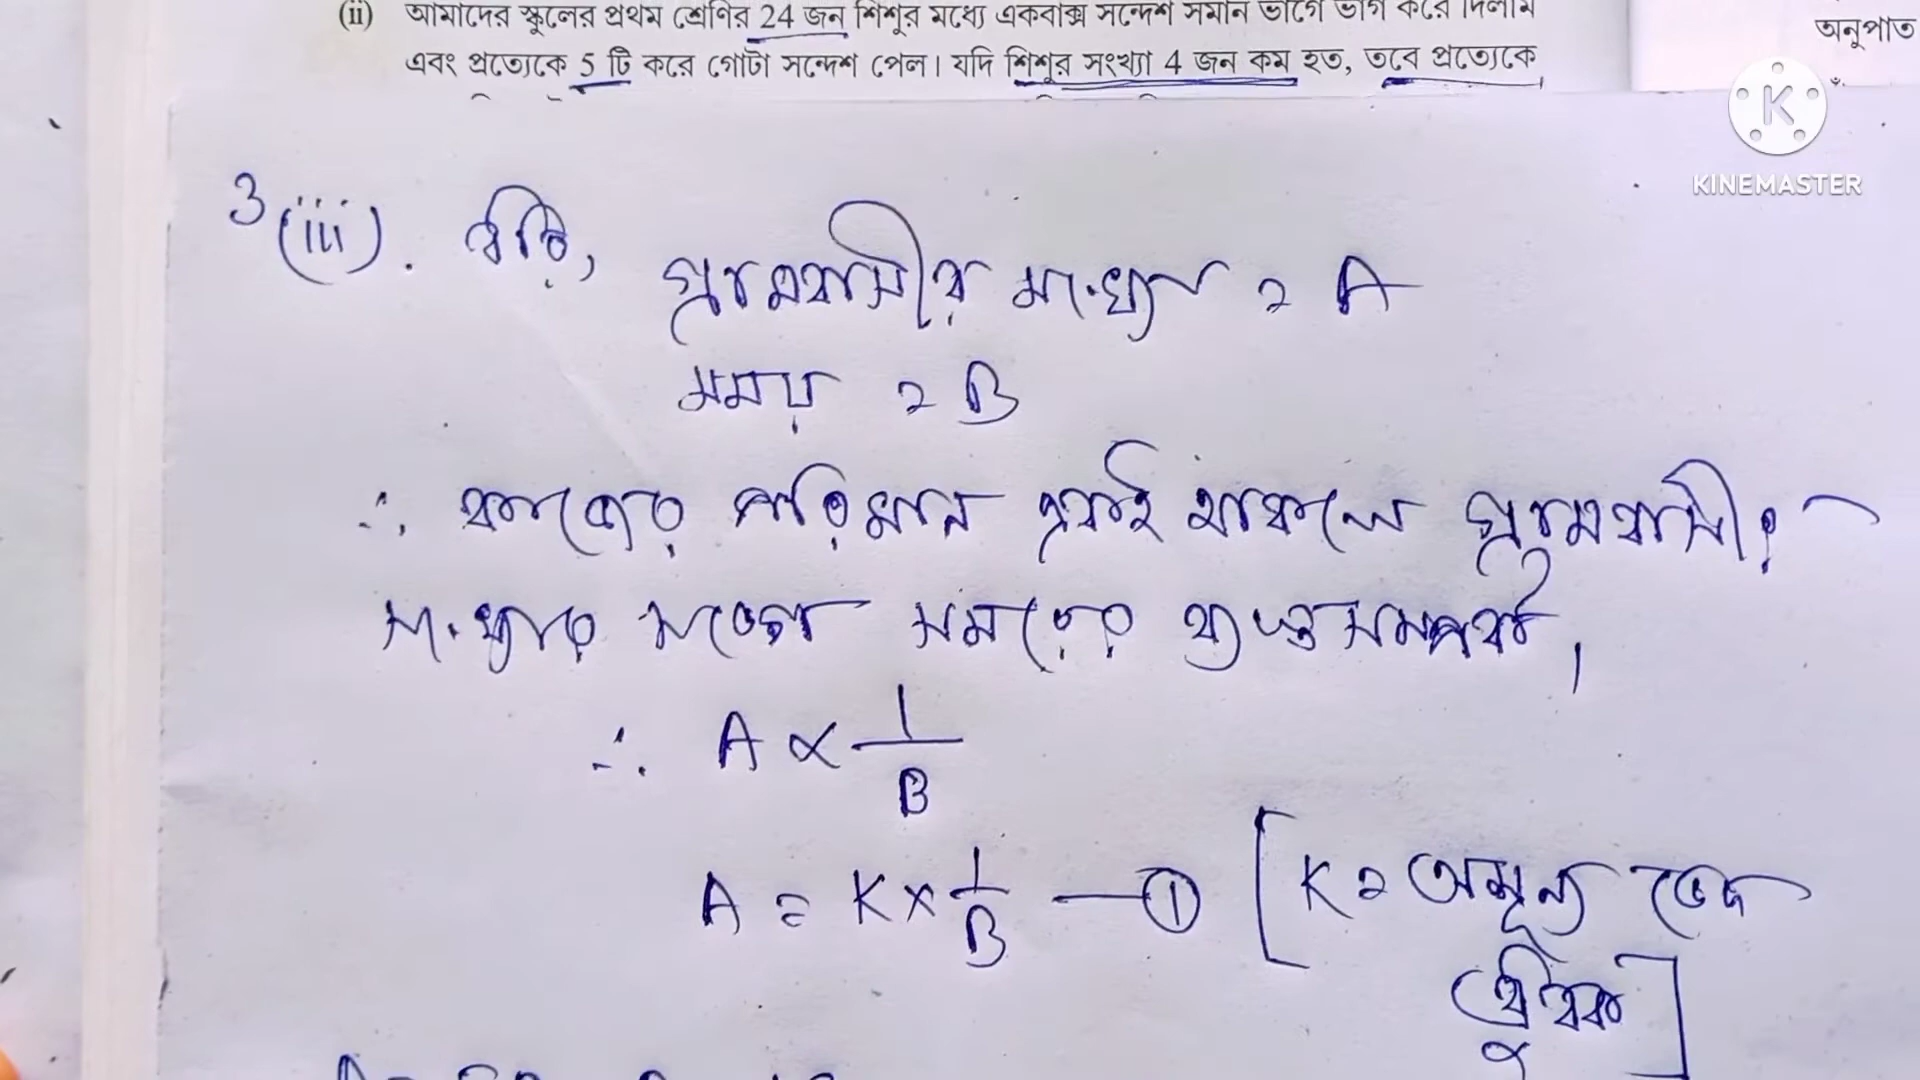 (ii) আমাদের স্কুলের প্রথম শ্রেণির 24 জন শিশুর মধ্যে একবাক্স সন্দেশ সমান ভাগে ভাগ করে দিলাম
এবং প্রত্যেকে 5 টি করে গোটা সন্দেশ পেল। যদি শিশুর সংখ্যা 4 জন কম হত, তবে প্রত্যেকে
অনুপাত
KINEMASTER
3(iii). ধরি,
গ্রামবাসীর সংখ্যা = A
সময় = B
∴ কাজের পরিমান একই থাকলে গ্রামবাসীর
সংখ্যার সঙ্গে সময়ের ব্যস্ত সম্পর্ক।
∴ A ∝ 1/B
A = K × 1/B — ① [K = অশূন্য ভেদ
ধ্রুবক]